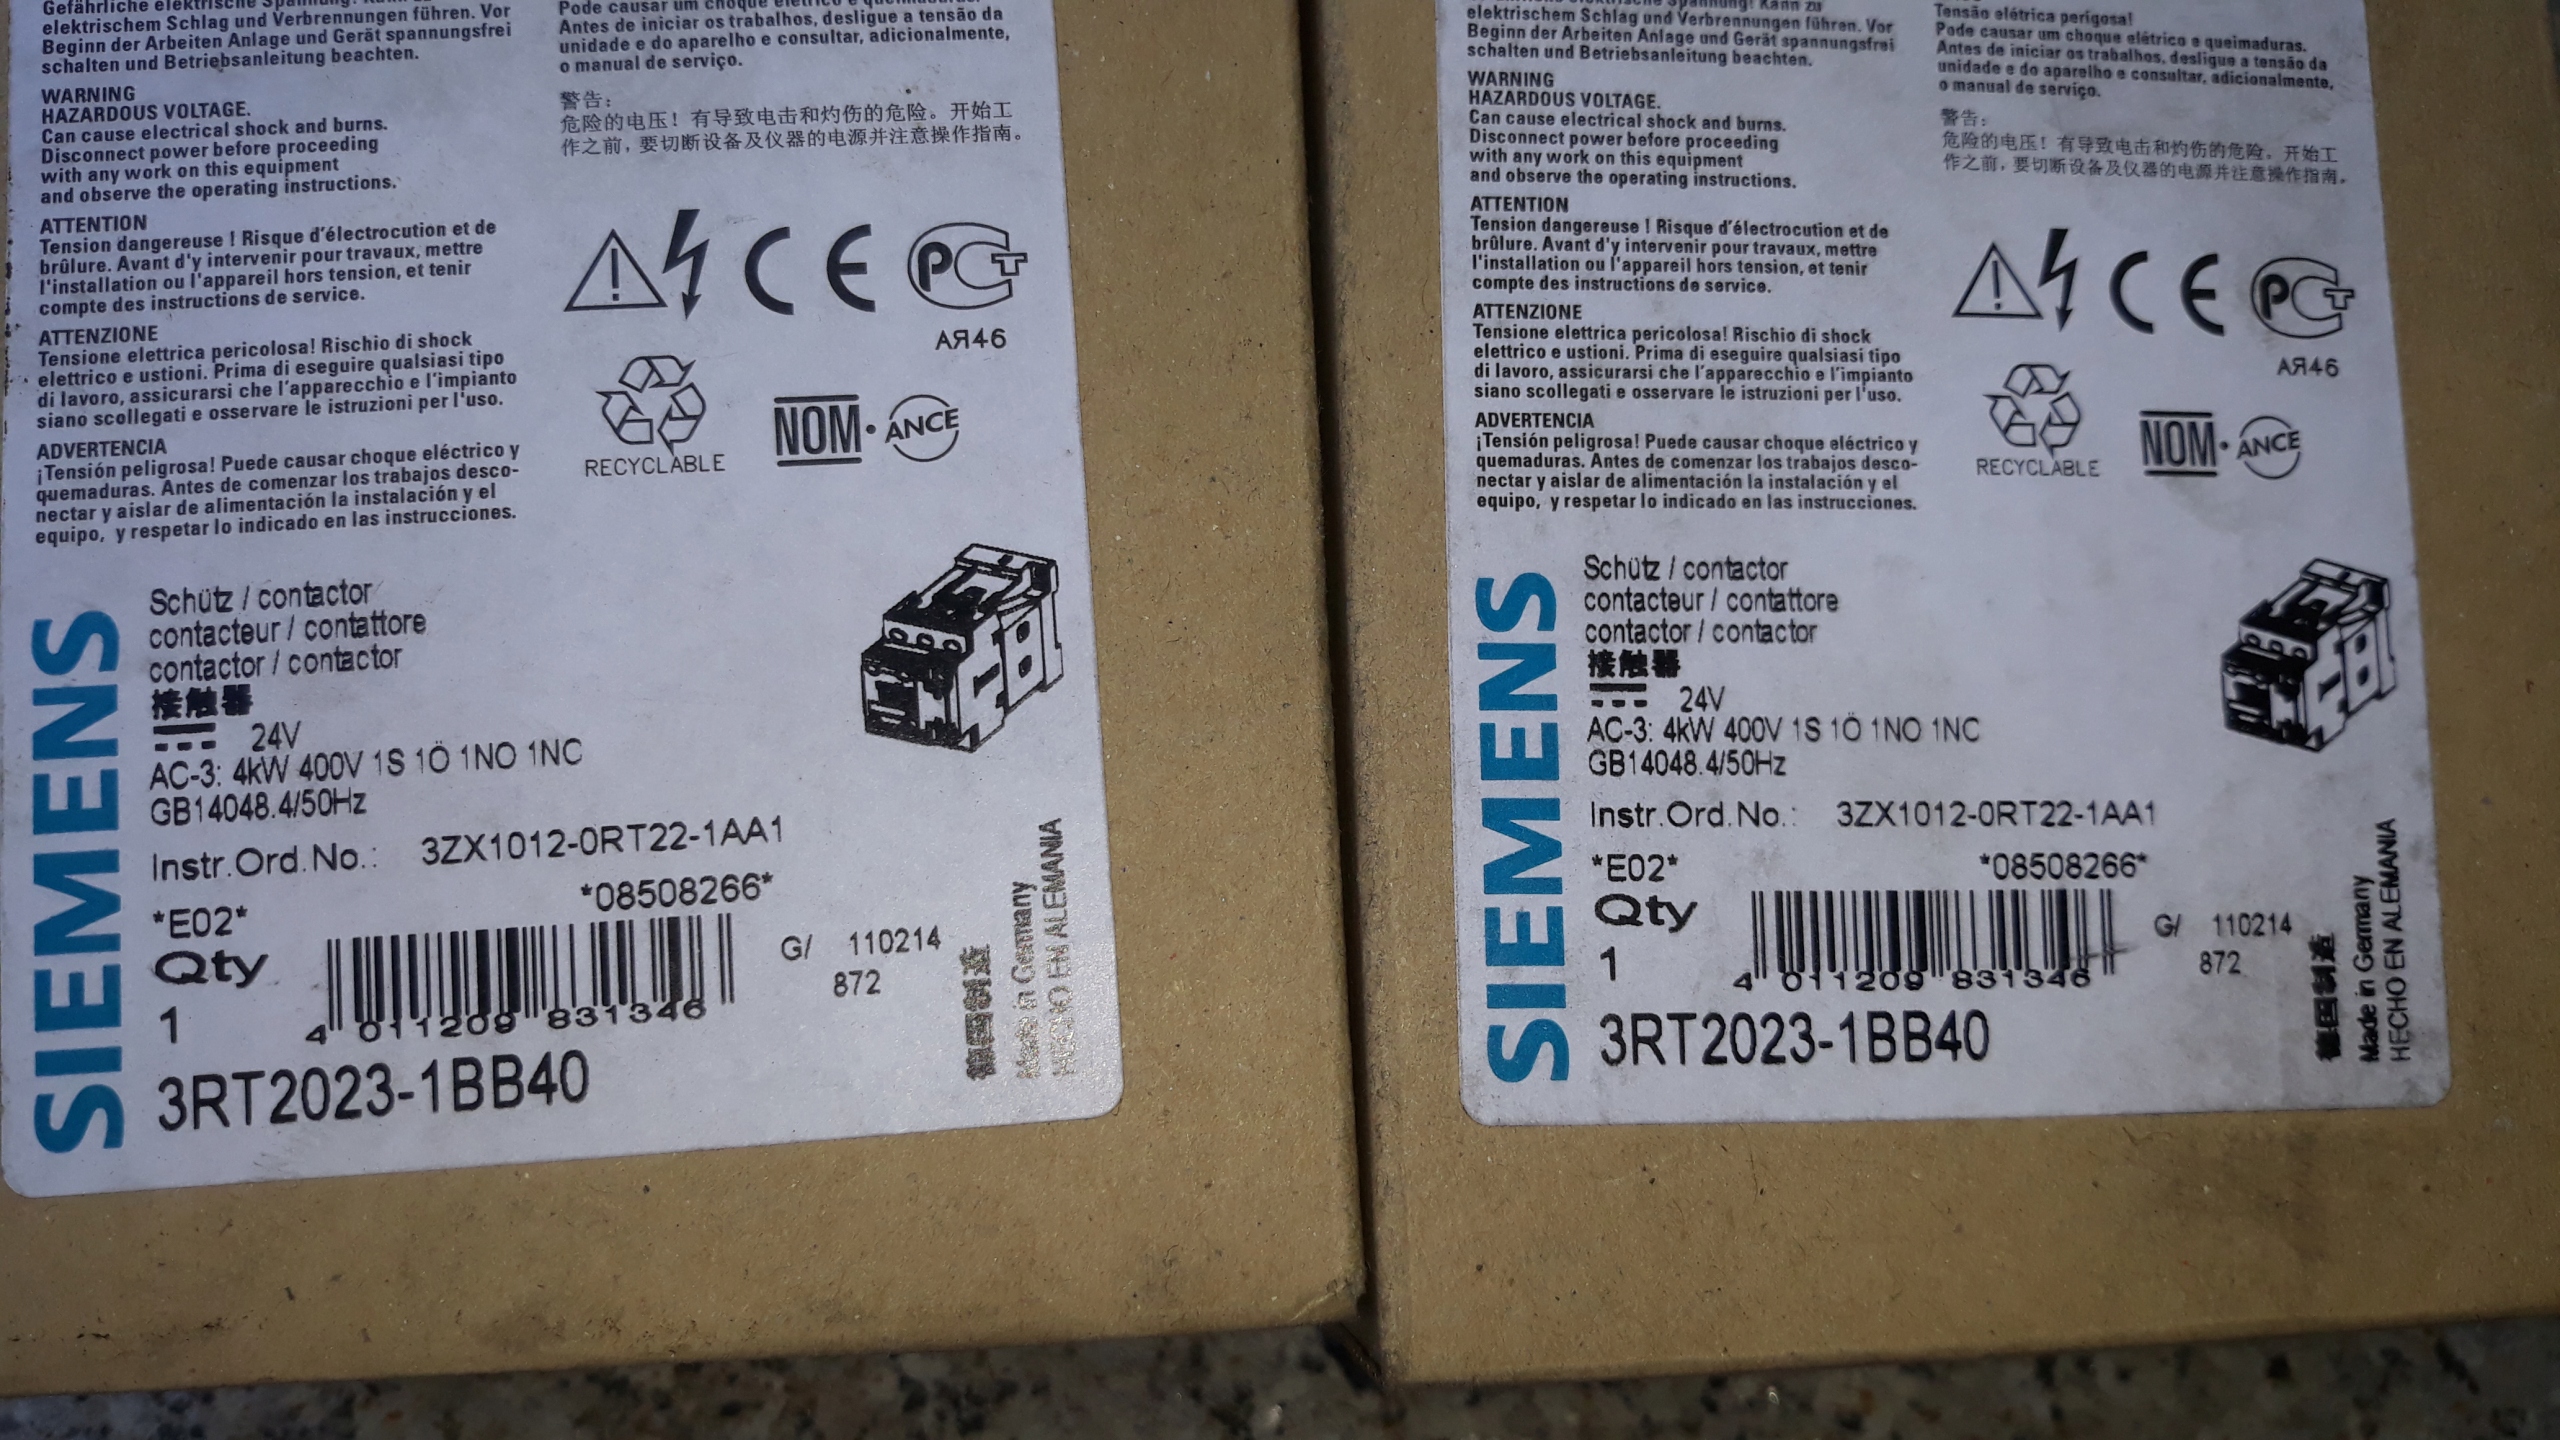 Gefährliche elektrische Spannung! Kann zu
elektrischem Schlag und Verbrennungen führen. Vor
Beginn der Arbeiten Anlage und Gerät spannungsfrei
schalten und Betriebsanleitung beachten.
WARNING
HAZARDOUS VOLTAGE.
Can cause electrical shock and burns.
Disconnect power before proceeding
with any work on this equipment
and observe the operating instructions.
ATTENTION
Tension dangereuse ! Risque d'électrocution et de
brûlure. Avant d'y intervenir pour travaux, mettre
l'installation ou l'appareil hors tension, et tenir
compte des instructions de service.
ATTENZIONE
Tensione elettrica pericolosa! Rischio di shock
elettrico e ustioni. Prima di eseguire qualsiasi tipo
di lavoro, assicurarsi che l'apparecchio e l'impianto
siano scollegati e osservare le istruzioni per l'uso.
ADVERTENCIA
¡Tensión peligrosa! Puede causar choque eléctrico y
quemaduras. Antes de comenzar los trabajos desco-
nectar y aislar de alimentación la instalación y el
equipo, y respetar lo indicado en las instrucciones.
Pode causar um choque elétrico e queimaduras.
Antes de iniciar os trabalhos, desligue a tensão da
unidade e do aparelho e consultar, adicionalmente,
o manual de serviço.
警告：
危险的电压！有导致电击和灼伤的危险。开始工
作之前，要切断设备及仪器的电源并注意操作指南。
CE
PCT
АЯ46
RECYCLABLE
NOM·ANCE
SIEMENS
Schütz / contactor
contacteur / contattore
contactor / contactor
接触器
24V
AC-3: 4kW 400V 1S 1Ö 1NO 1NC
GB14048.4/50Hz
Instr.Ord.No.: 3ZX1012-0RT22-1AA1
*E02* *08508266*
Qty
1
4 011209 831346
G/ 110214
872
3RT2023-1BB40
德国制造
Made in Germany
HECHO EN ALEMANIA
elektrischem Schlag und Verbrennungen führen. Vor
Beginn der Arbeiten Anlage und Gerät spannungsfrei
schalten und Betriebsanleitung beachten.
WARNING
HAZARDOUS VOLTAGE.
Can cause electrical shock and burns.
Disconnect power before proceeding
with any work on this equipment
and observe the operating instructions.
ATTENTION
Tension dangereuse ! Risque d'électrocution et de
brûlure. Avant d'y intervenir pour travaux, mettre
l'installation ou l'appareil hors tension, et tenir
compte des instructions de service.
ATTENZIONE
Tensione elettrica pericolosa! Rischio di shock
elettrico e ustioni. Prima di eseguire qualsiasi tipo
di lavoro, assicurarsi che l'apparecchio e l'impianto
siano scollegati e osservare le istruzioni per l'uso.
ADVERTENCIA
¡Tensión peligrosa! Puede causar choque eléctrico y
quemaduras. Antes de comenzar los trabajos desco-
nectar y aislar de alimentación la instalación y el
equipo, y respetar lo indicado en las instrucciones.
Tensão elétrica perigosa!
Pode causar um choque elétrico e queimaduras.
Antes de iniciar os trabalhos, desligue a tensão da
unidade e do aparelho e consultar, adicionalmente,
o manual de serviço.
警告：
危险的电压！有导致电击和灼伤的危险。开始工
作之前，要切断设备及仪器的电源并注意操作指南。
CE
PCT
АЯ46
RECYCLABLE
NOM·ANCE
SIEMENS
Schütz / contactor
contacteur / contattore
contactor / contactor
接触器
24V
AC-3: 4kW 400V 1S 1Ö 1NO 1NC
GB14048.4/50Hz
Instr.Ord.No.: 3ZX1012-0RT22-1AA1
*E02* *08508266*
Qty
1
4 011209 831346
G/ 110214
872
3RT2023-1BB40
德国制造
Made in Germany
HECHO EN ALEMANIA